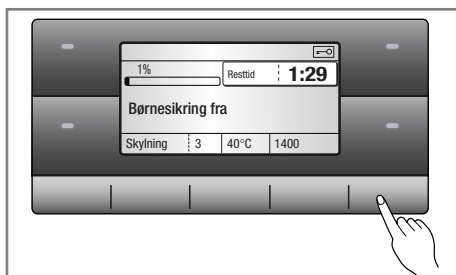 1% Resttid 1:29
Børnesikring fra
Skylning 3 40°C 1400